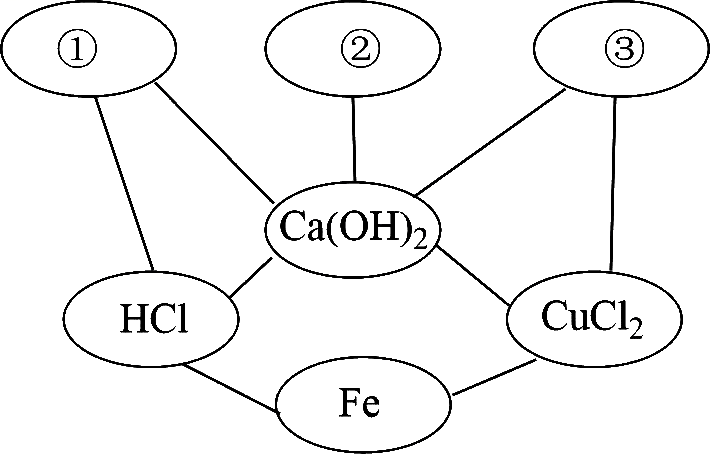 ①
②
③
Ca(OH)₂
HCl
CuCl₂
Fe